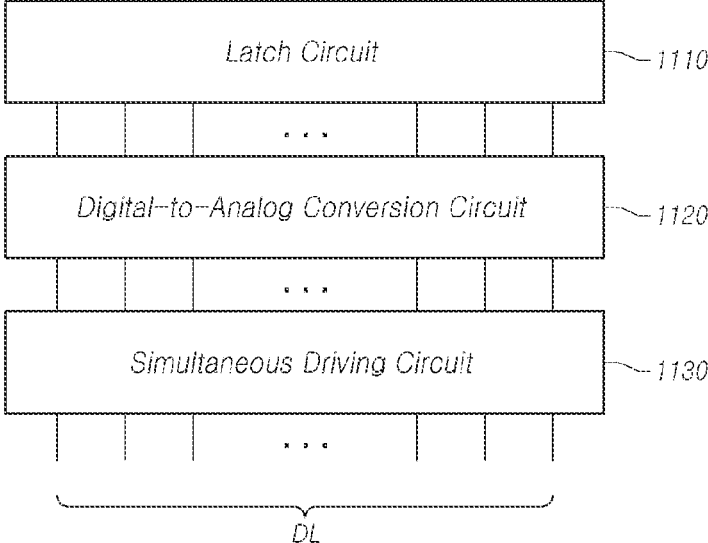 Latch Circuit
1110
...
Digital-to-Analog Conversion Circuit
1120
...
Simultaneous Driving Circuit
1130
...
DL